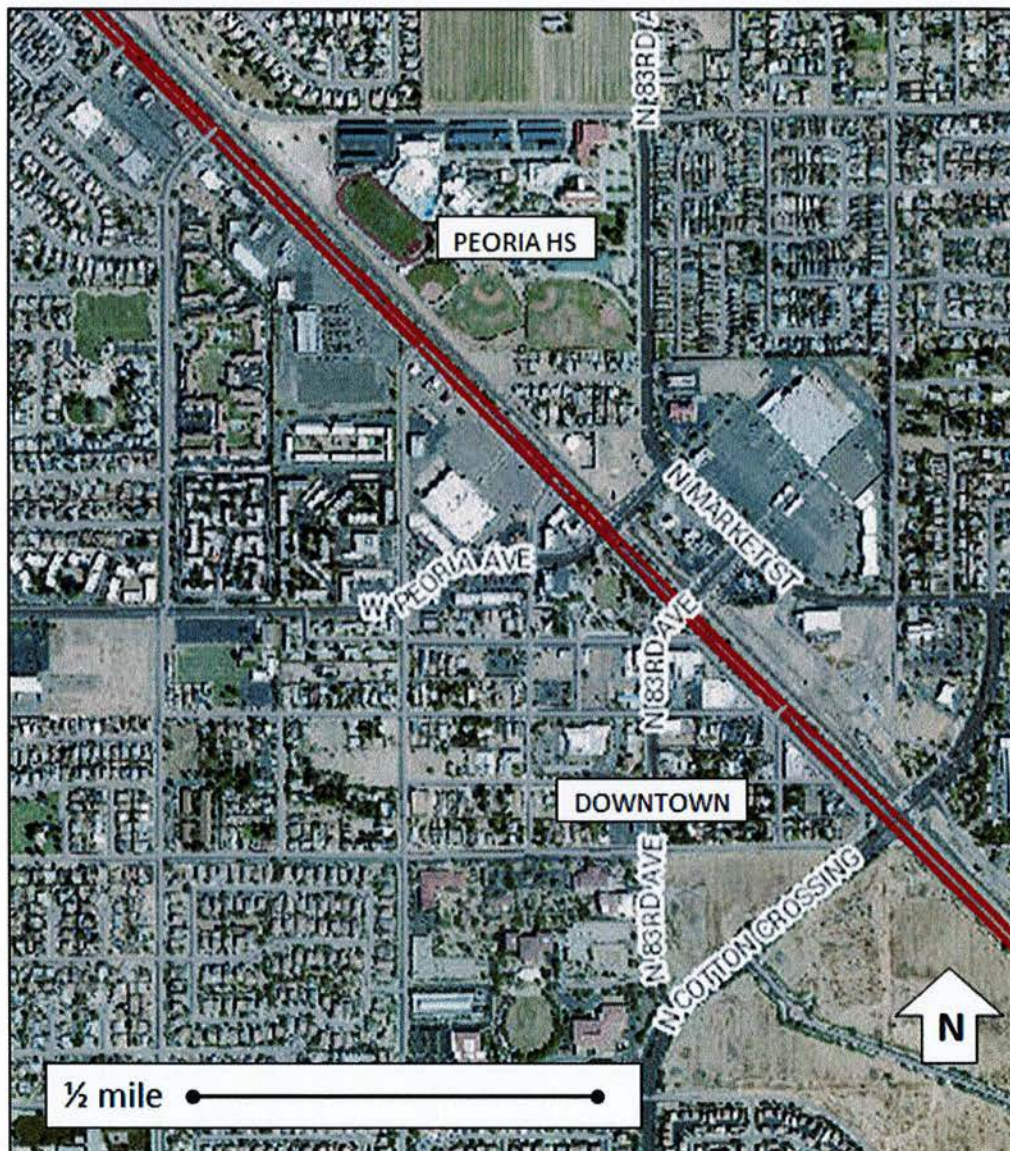 N 83RD A
PEORIA HS
N MARKET ST
W PEORIA AVE
N 83RD AVE
DOWNTOWN
N 83RD AVE
N COTTON CROSSING
N
½ mile